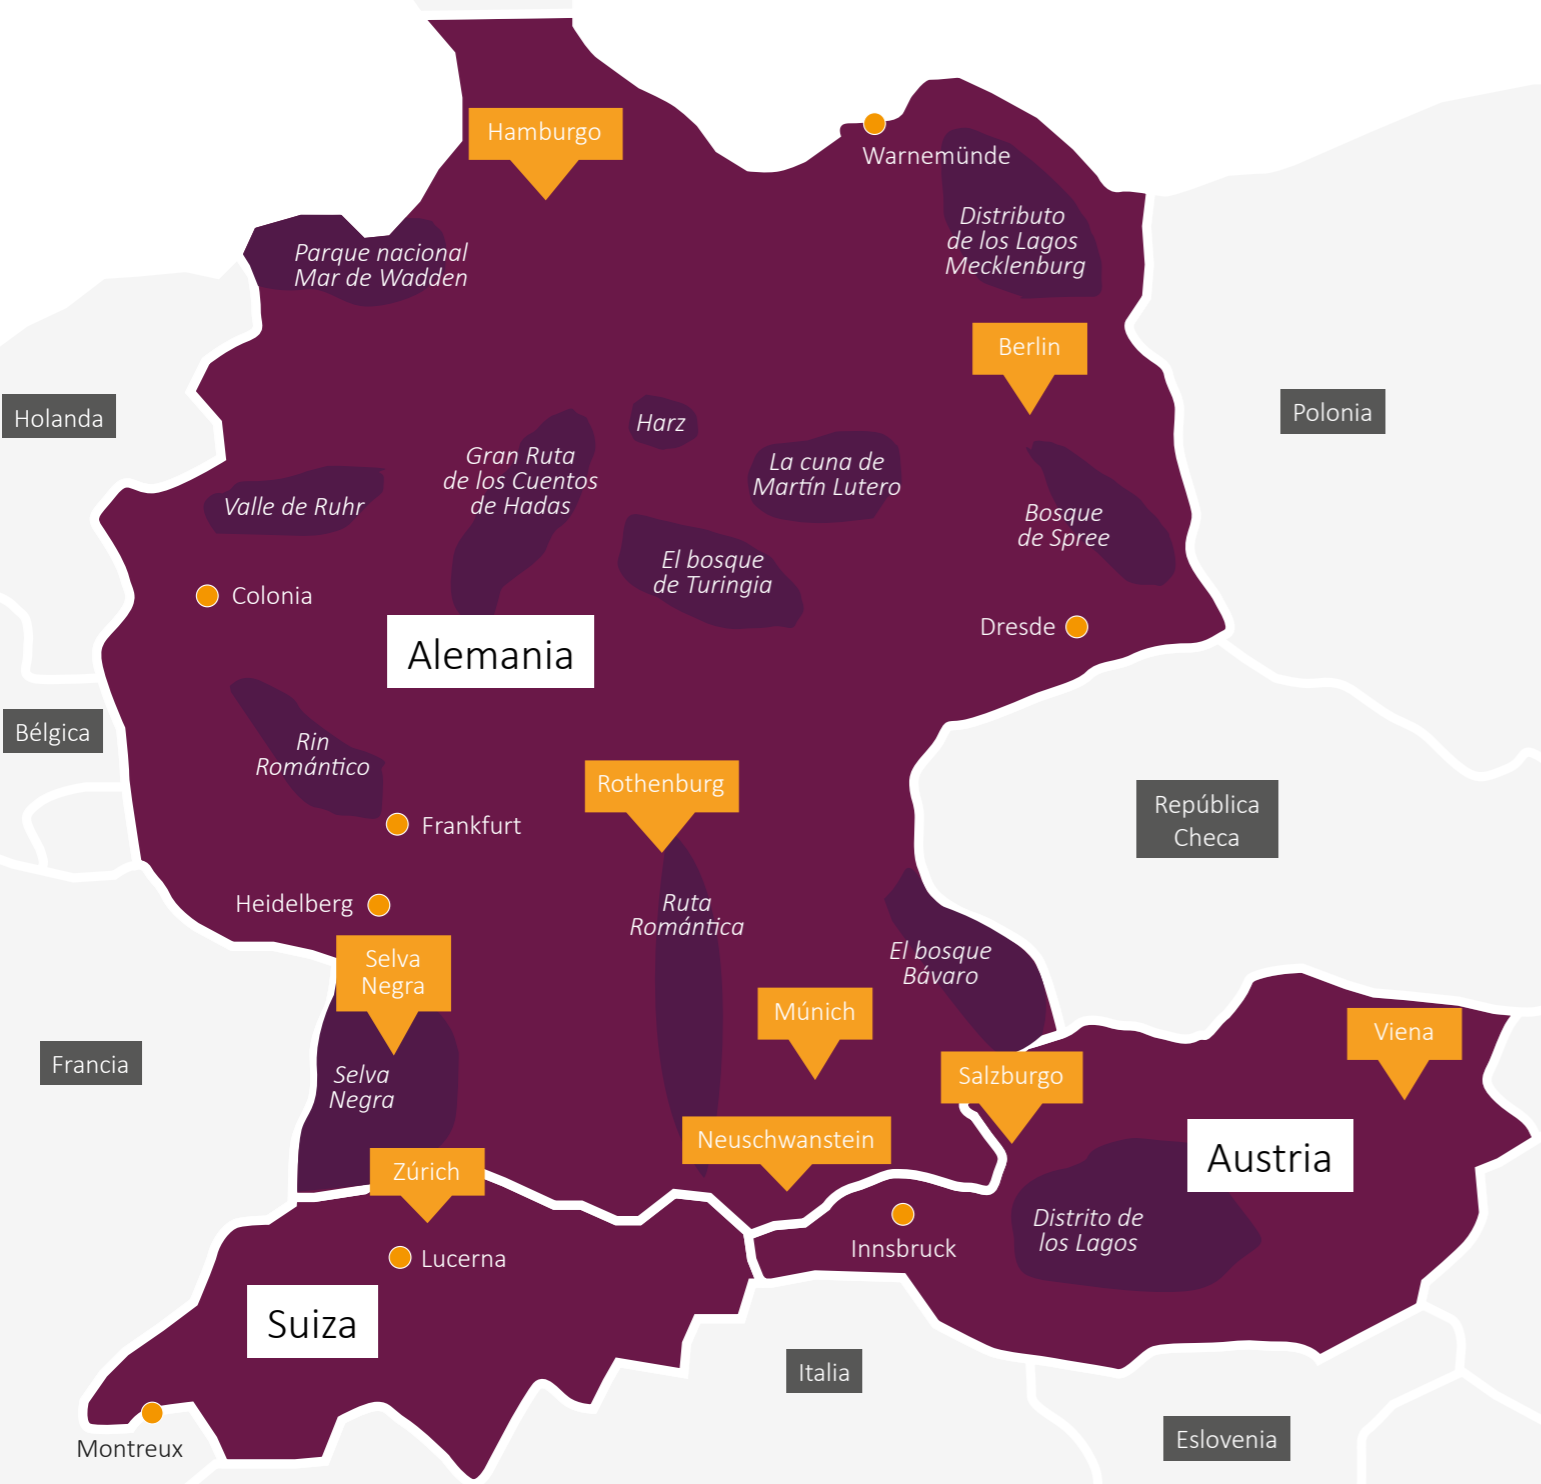 Hamburgo
Warnemünde
Distributo
de los Lagos
Mecklenburg
Parque nacional
Mar de Wadden
Berlin
Holanda
Polonia
Harz
Gran Ruta
de los Cuentos
de Hadas
La cuna de
Martín Lutero
Valle de Ruhr
Bosque
de Spree
El bosque
de Turingia
Colonia
Dresde
Alemania
Bélgica
Rin
Romántico
Rothenburg
República
Checa
Frankfurt
Heidelberg
Ruta
Romántica
El bosque
Bávaro
Selva
Negra
Múnich
Viena
Francia
Selva
Negra
Salzburgo
Neuschwanstein
Austria
Zúrich
Distrito de
los Lagos
Innsbruck
Lucerna
Suiza
Italia
Montreux
Eslovenia